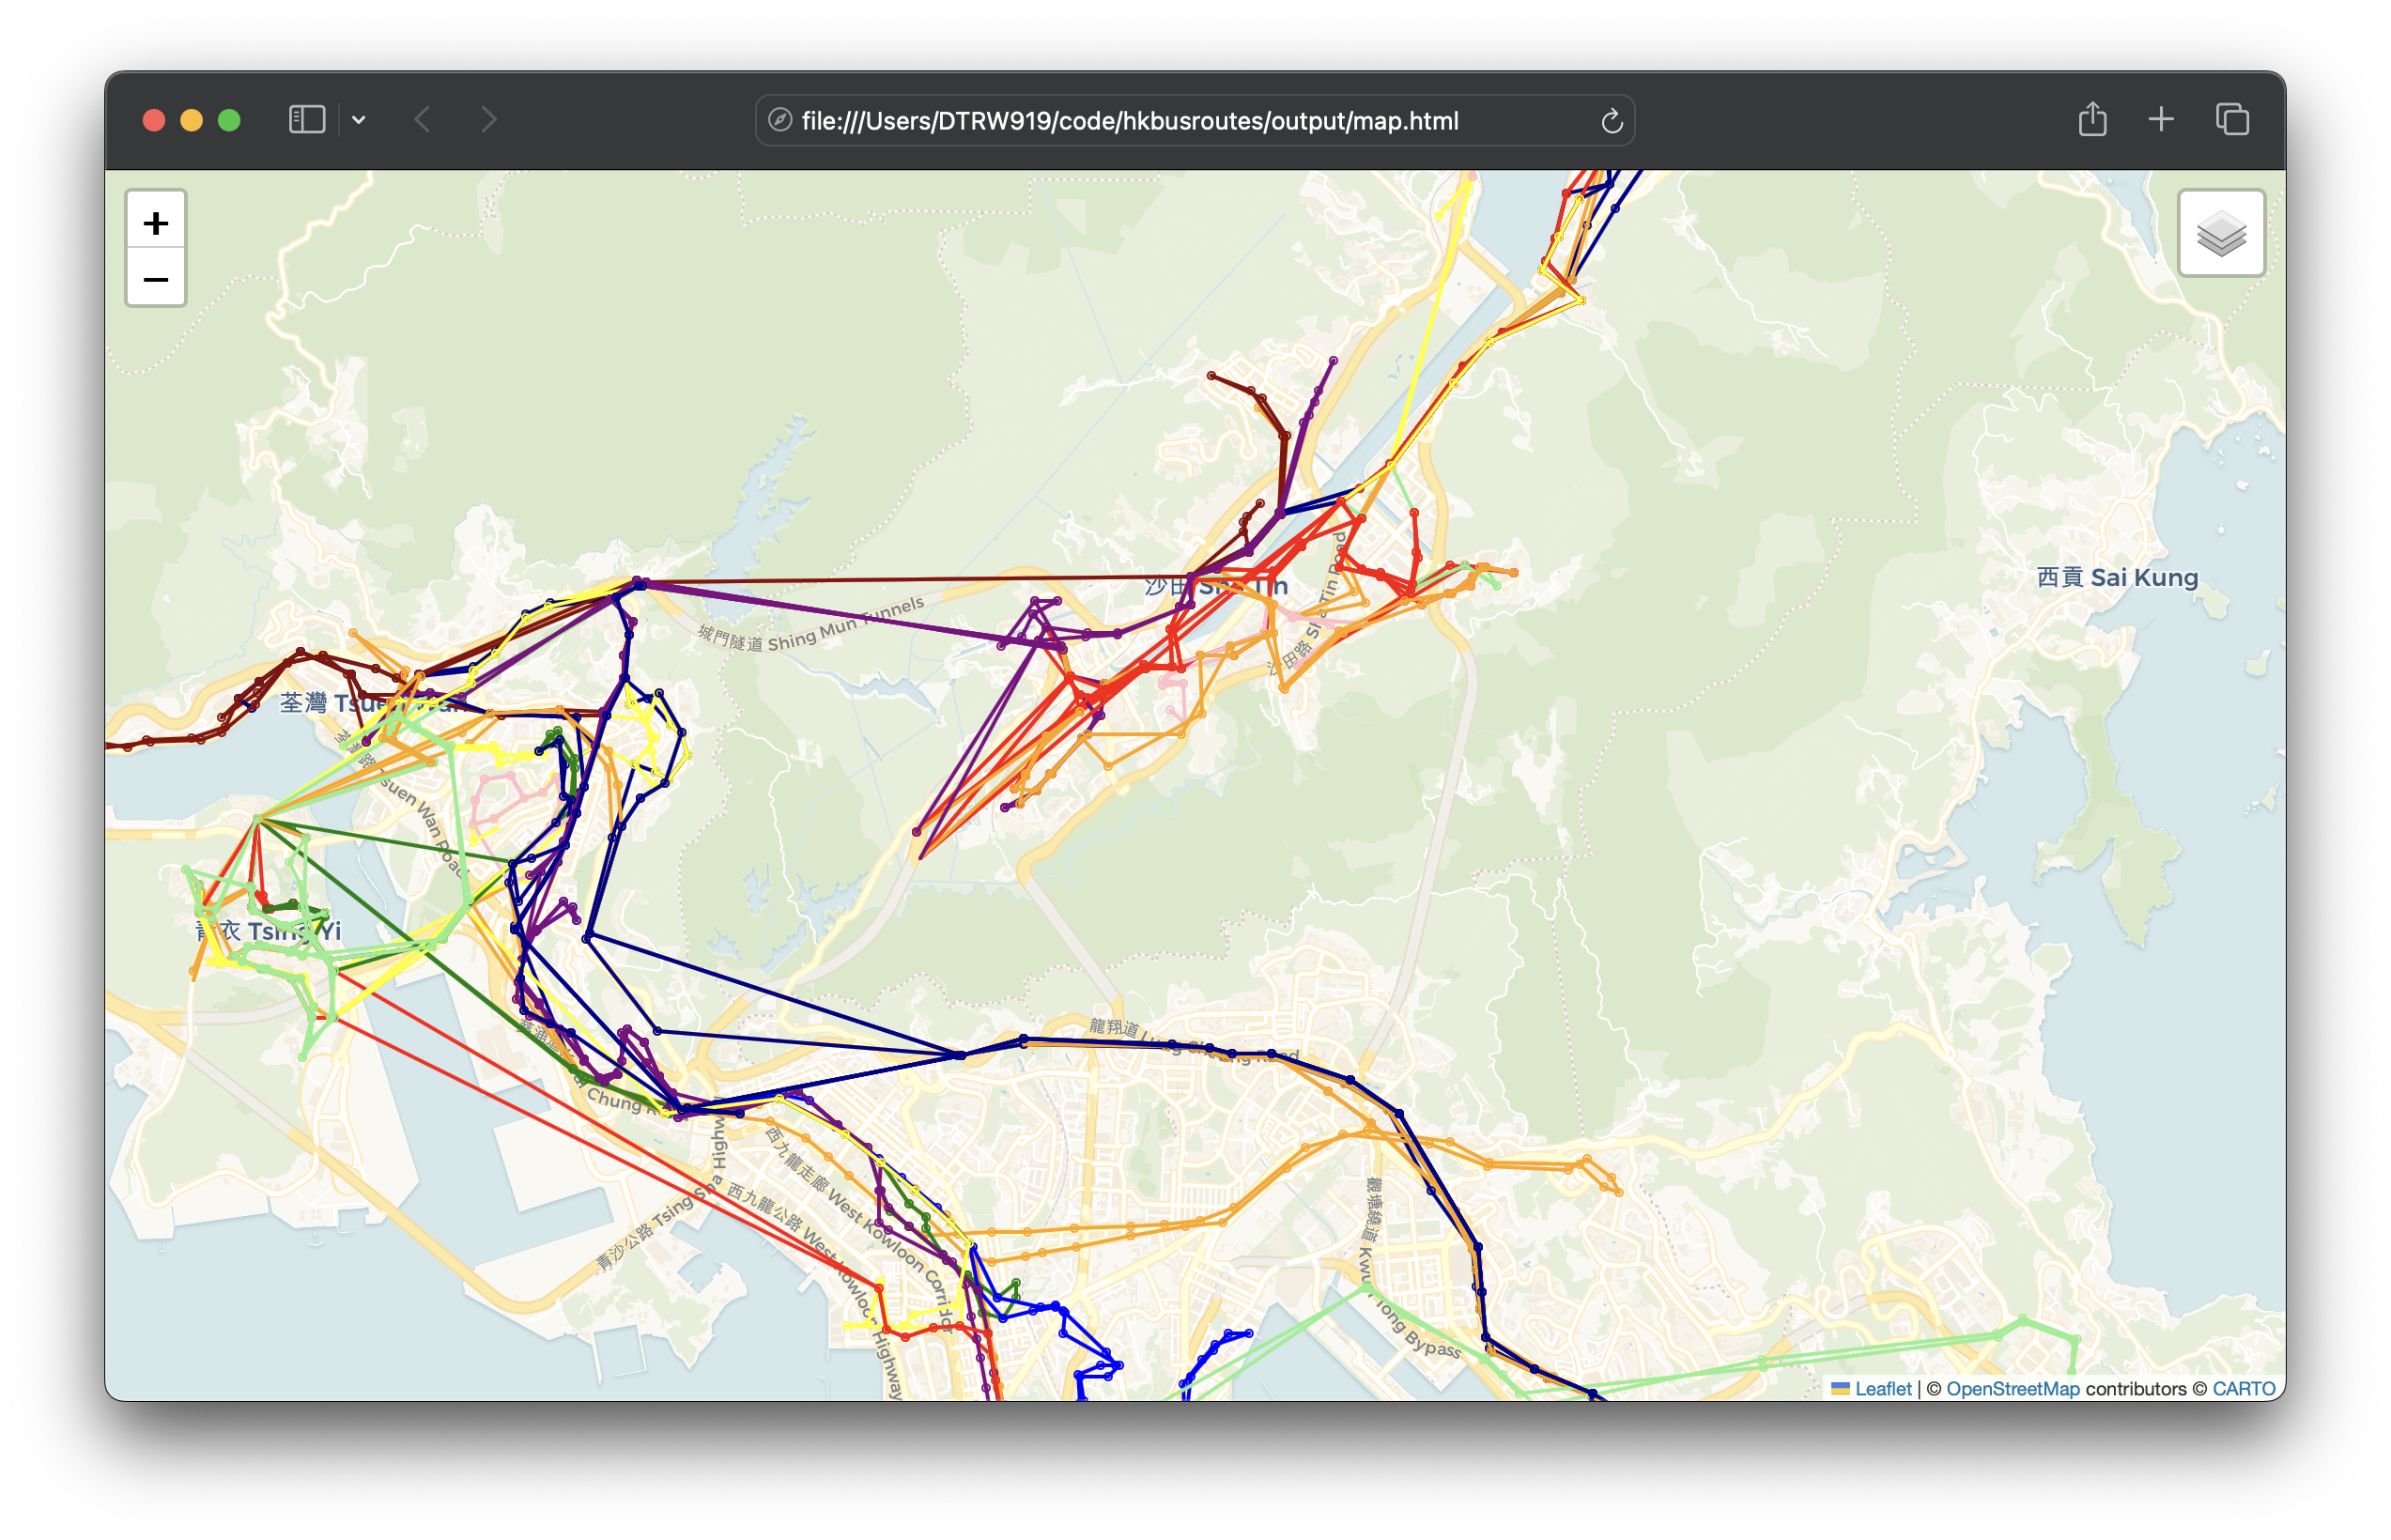 file:///Users/DTRW919/code/hkbusroutes/output/map.html
+
−
沙田路 Sha Tin Road
沙田 Sha Tin
西貢 Sai Kung
城門隧道 Shing Mun Tunnels
荃灣 Tsuen Wan
路 Tsuen Wan Road
青衣 Tsing Yi
龍翔道 Lung Cheung Road
Chung
青沙公路 Tsing Sha Highway
西九龍走廊 West Kowloon Corridor
西九龍公路 West Kowloon Highway
觀塘繞道 Kwun Tong Bypass
Leaflet | © OpenStreetMap contributors © CARTO